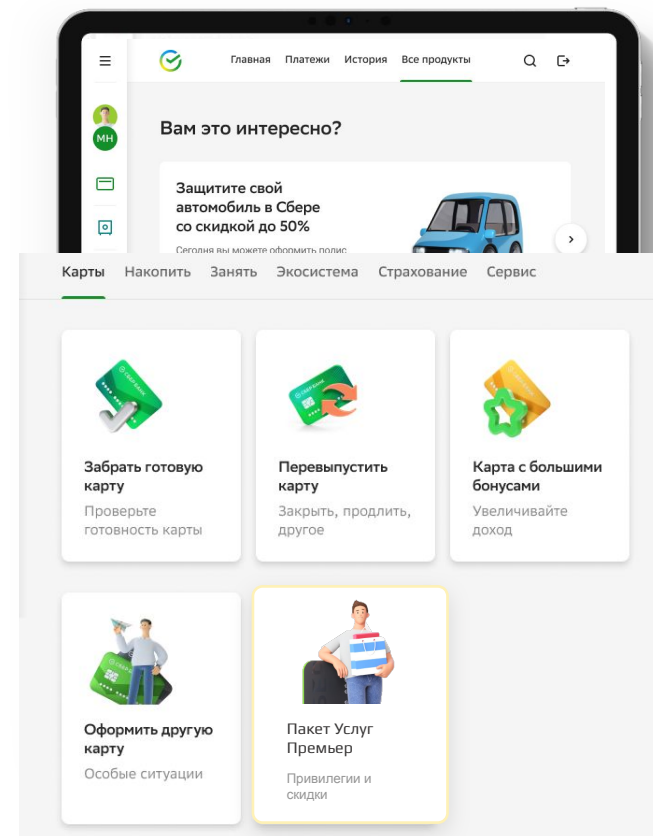 Главная Платежи История Все продукты
МН
Вам это интересно?
Защитите свой
автомобиль в Сбере
со скидкой до 50%
Сегодня вы можете оформить полис
Карты Накопить Занять Экосистема Страхование Сервис
СБЕРБАНК
СБЕРБАНК
Забрать готовую
карту
Проверьте
готовность карты
Перевыпустить
карту
Закрыть, продлить,
другое
Карта с большими
бонусами
Увеличивайте
доход
Оформить другую
карту
Особые ситуации
Пакет Услуг
Премьер
Привилегии и
скидки